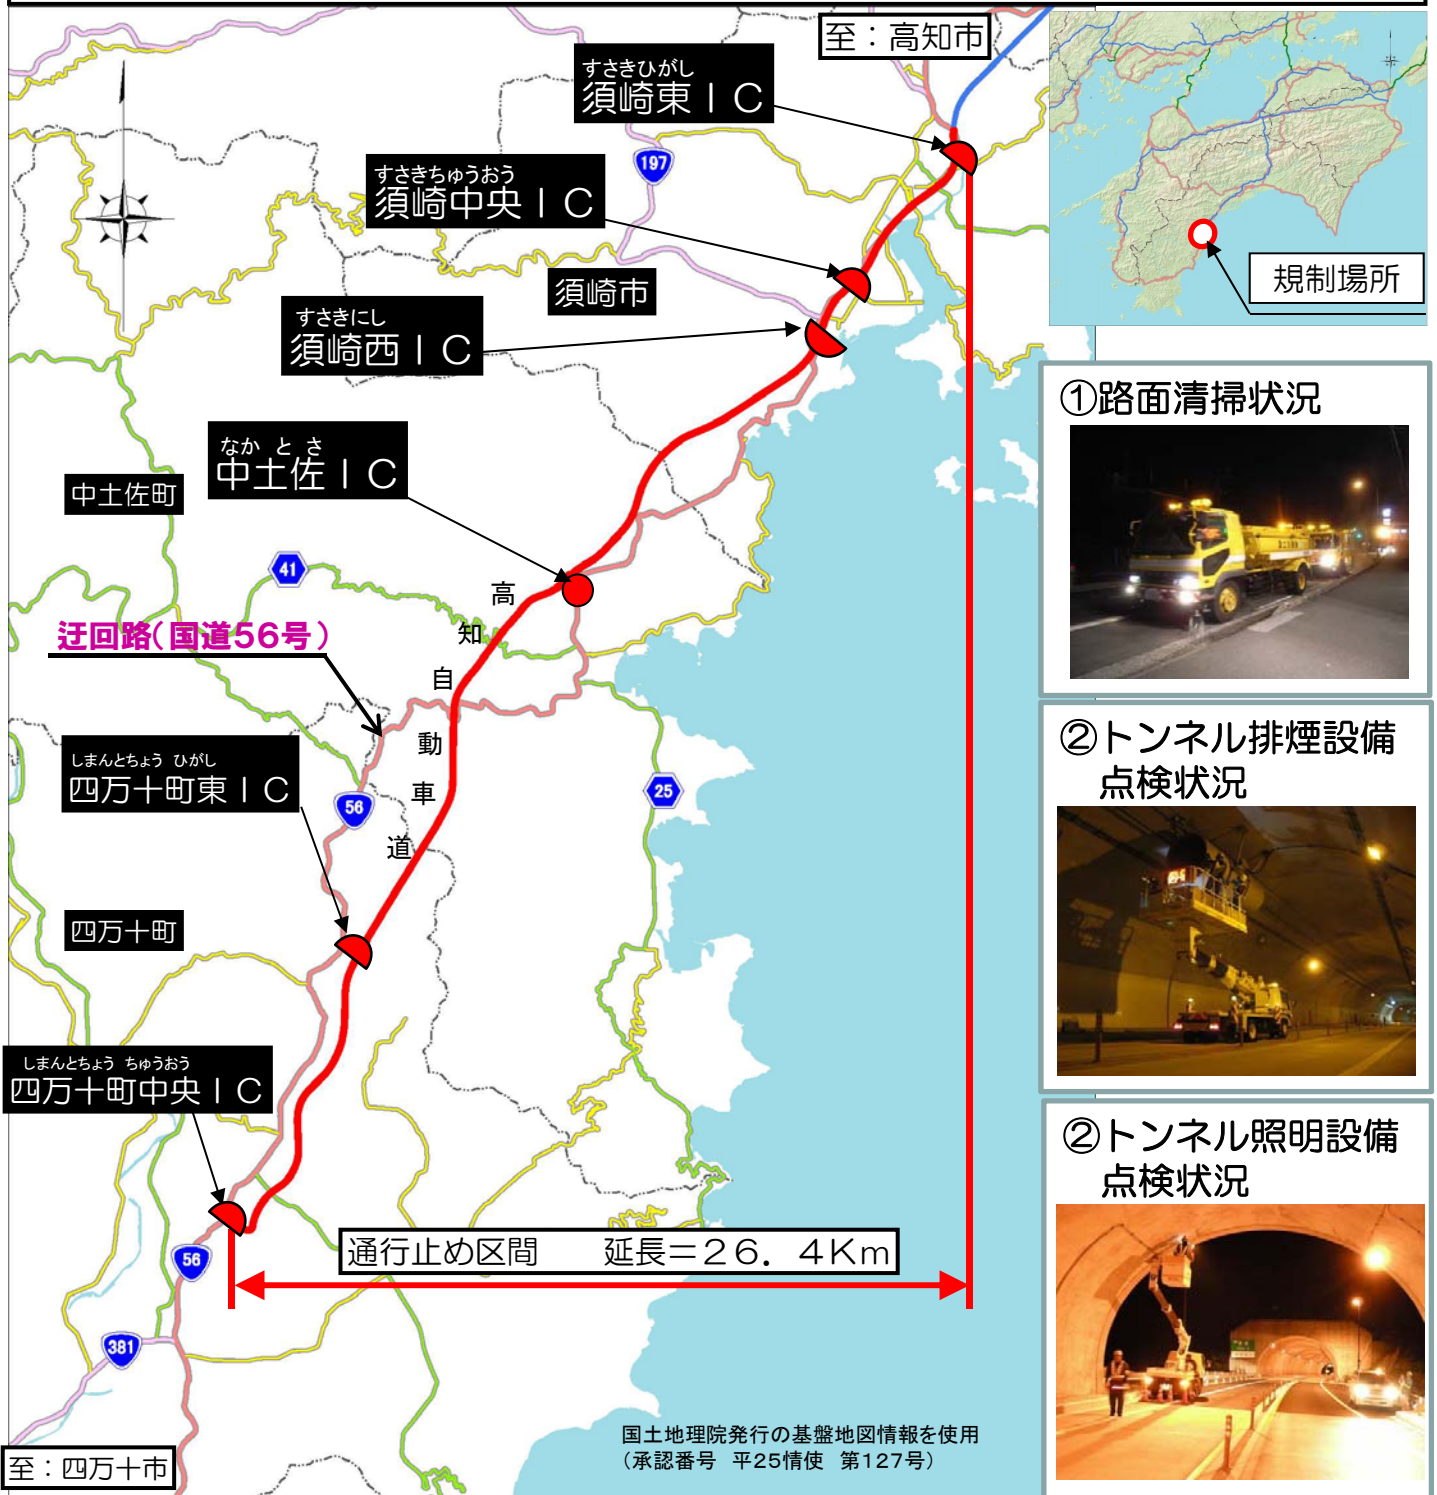 至：高知市
すさきひがし
須崎東ＩＣ
197
すさきちゅうおう
須崎中央ＩＣ
須崎市
すさきにし
須崎西ＩＣ
規制場所
なか と さ
中土佐ＩＣ
中土佐町
41
高知自動車道
迂回路(国道56号)
しまんとちょう ひがし
四万十町東ＩＣ
56
25
四万十町
しまんとちょう ちゅうおう
四万十町中央ＩＣ
通行止め区間　延長＝２６．４Ｋｍ
56
381
至：四万十市
国土地理院発行の基盤地図情報を使用
（承認番号　平25情使　第127号）
①路面清掃状況
②トンネル排煙設備
点検状況
②トンネル照明設備
点検状況